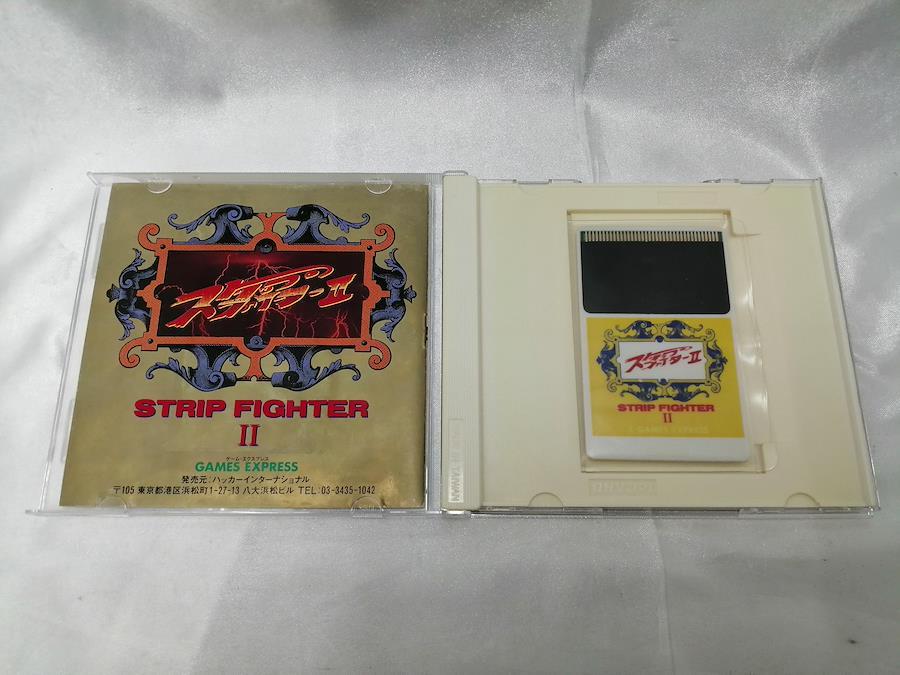 ストリップ
ファイターII
STRIP FIGHTER
II
ゲーム・エクスプレス
GAMES EXPRESS
発売元:ハッカーインターナショナル
〒105 東京都港区浜松町1-27-13 八大浜松ビル TEL:03-3435-1042
ストリップ
ファイターII
STRIP FIGHTER
II
GAMES EXPRESS
MADE IN TAIWAN